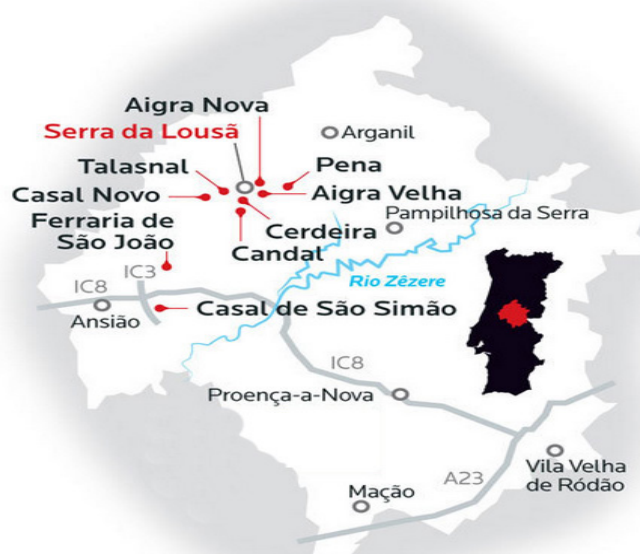 Aigra Nova
Serra da Lousã
Arganil
Talasnal
Pena
Casal Novo
Aigra Velha
Ferraria de
São João
Pampilhosa da Serra
Cerdeira
Candal
IC3
IC8
Rio Zêzere
Ansião
Casal de São Simão
IC8
Proença-a-Nova
A23
Vila Velha
de Ródão
Mação